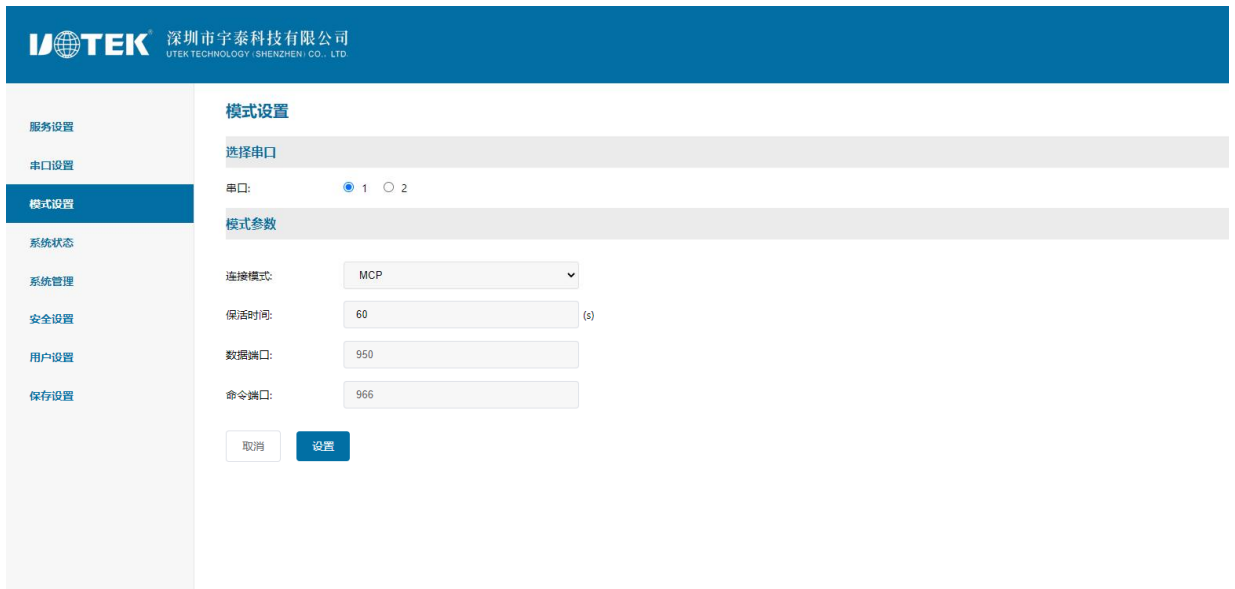 UTEK® 深圳市宇泰科技有限公司
UTEK TECHNOLOGY (SHENZHEN) CO., LTD.
服务设置
串口设置
模式设置
系统状态
系统管理
安全设置
用户设置
保存设置
模式设置
选择串口
串口: 1 2
模式参数
连接模式: MCP
保活时间: 60 (s)
数据端口: 950
命令端口: 966
取消 设置